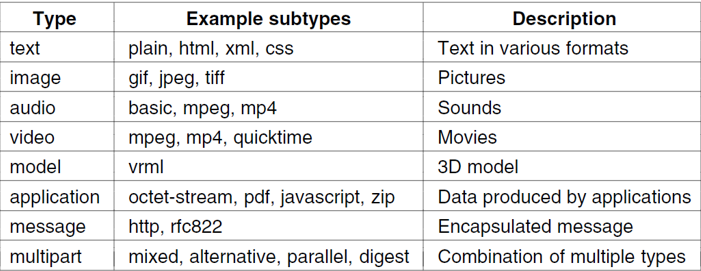 Type Example subtypes Description
text plain, html, xml, css Text in various formats
image gif, jpeg, tiff Pictures
audio basic, mpeg, mp4 Sounds
video mpeg, mp4, quicktime Movies
model vrml 3D model
application octet-stream, pdf, javascript, zip Data produced by applications
message http, rfc822 Encapsulated message
multipart mixed, alternative, parallel, digest Combination of multiple types